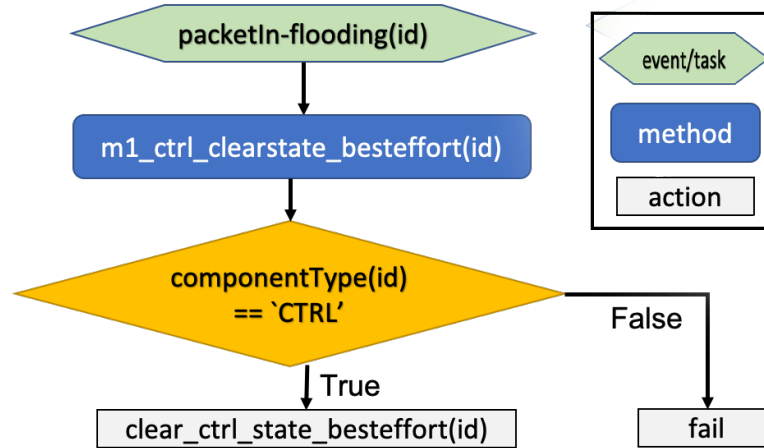 packetIn-flooding(id)
event/task
method
action
m1_ctrl_clearstate_besteffort(id)
componentType(id)
== `CTRL’
False
True
clear_ctrl_state_besteffort(id)
fail